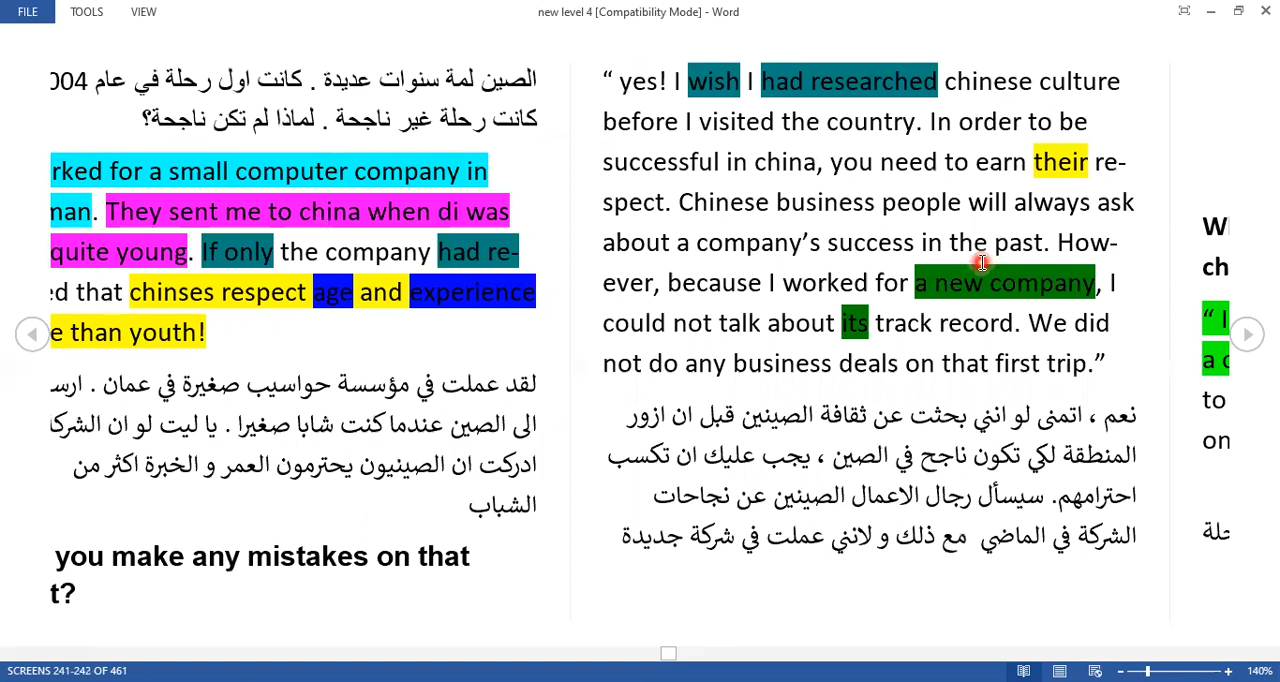 FILE TOOLS VIEW new level 4 [Compatibility Mode] - Word
الصين لمة سنوات عديدة . كانت اول رحلة في عام 004
كانت رحلة غير ناجحة . لماذا لم تكن ناجحة؟
rked for a small computer company in
man. They sent me to china when di was
quite young. If only the company had re-
ed that chinses respect age and experience
e than youth!
لقد عملت في مؤسسة حواسيب صغيرة في عمان . ارسـ
الى الصين عندما كنت شابا صغيرا . يا ليت لو ان الشركة
ادركت ان الصينيون يحترمون العمر و الخبرة اكثر من
الشباب
you make any mistakes on that
t?
“ yes! I wish I had researched chinese culture
before I visited the country. In order to be
successful in china, you need to earn their re-
spect. Chinese business people will always ask
about a company’s success in the past. How-
ever, because I worked for a new company, I
could not talk about its track record. We did
not do any business deals on that first trip.”
نعم ، اتمنى لو انني بحثت عن ثقافة الصينين قبل ان ازور
المنطقة لكي تكون ناجح في الصين ، يجب عليك ان تكسب
احترامهم. سيسأل رجال الاعمال الصينين عن نجاحات
الشركة في الماضي مع ذلك و لانني عملت في شركة جديدة
W
ch
“ I
a c
to
on
حلة
SCREENS 241-242 OF 461 140%